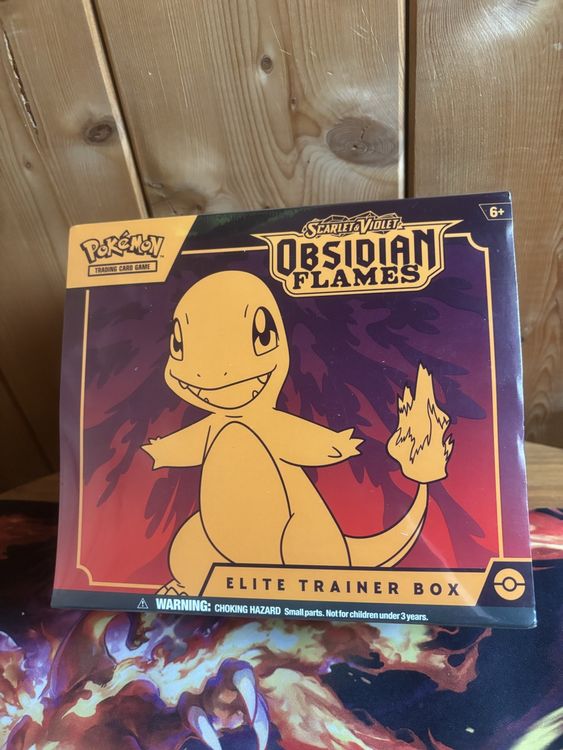 Pokémon
TRADING CARD GAME
SCARLET & VIOLET
OBSIDIAN
FLAMES
6+
ELITE TRAINER BOX
WARNING: CHOKING HAZARD Small parts. Not for children under 3 years.